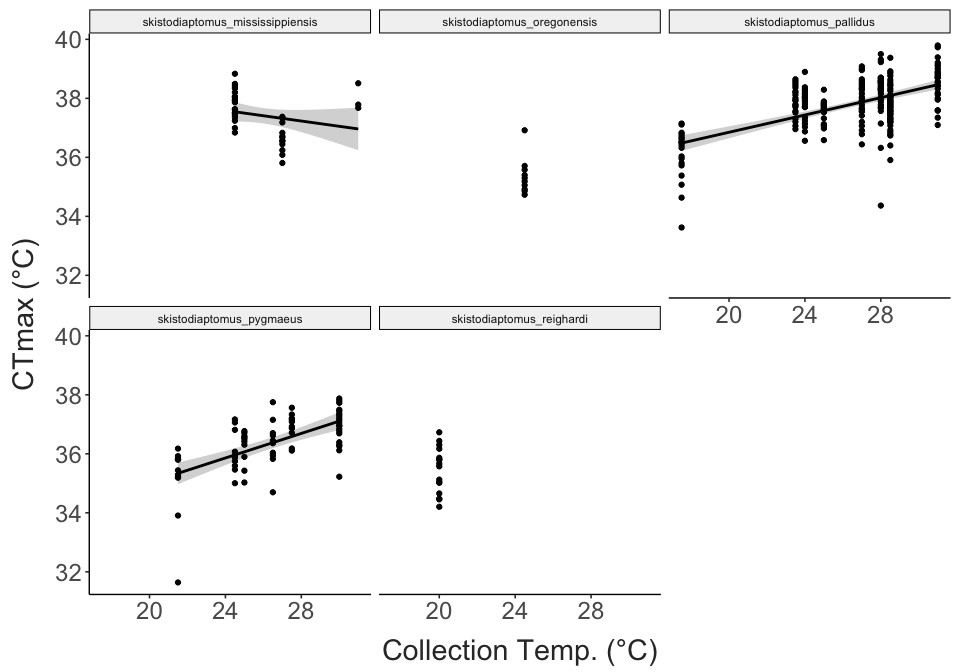 skistodiaptomus_mississippiensis
skistodiaptomus_oregonensis
skistodiaptomus_pallidus
40
38
36
34
32
20 24 28
skistodiaptomus_pygmaeus
skistodiaptomus_reighardi
40
38
36
34
32
20 24 28
20 24 28
CTmax (°C)
Collection Temp. (°C)